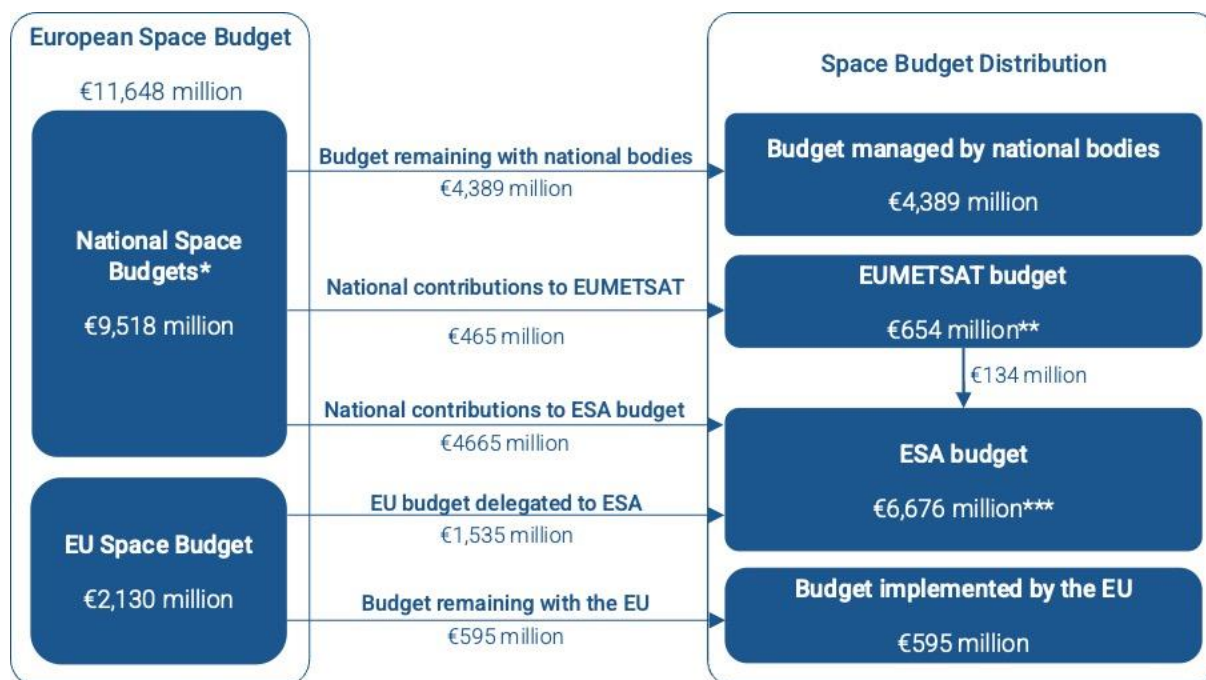 European Space Budget
€11,648 million
National Space
Budgets*
€9,518 million
EU Space Budget
€2,130 million
Budget remaining with national bodies
€4,389 million
National contributions to EUMETSAT
€465 million
National contributions to ESA budget
€4665 million
EU budget delegated to ESA
€1,535 million
Budget remaining with the EU
€595 million
Space Budget Distribution
Budget managed by national bodies
€4,389 million
EUMETSAT budget
€654 million**
€134 million
ESA budget
€6,676 million***
Budget implemented by the EU
€595 million